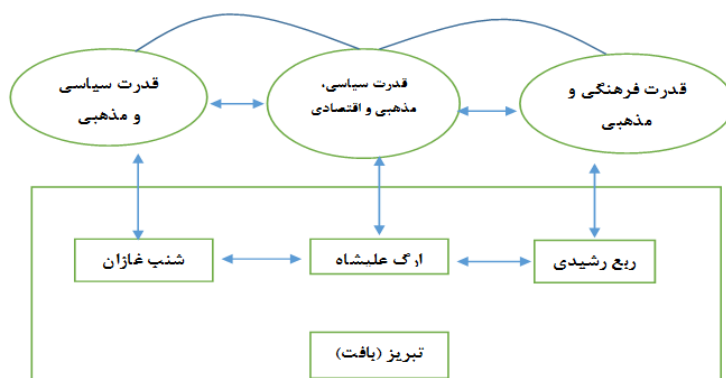 قدرت فرهنگی و
مذهبی
قدرت سیاسی،
مذهبی و اقتصادی
قدرت سیاسی
و مذهبی
ربع رشیدی
ارگ علیشاه
شنب غازان
تبریز (بافت)